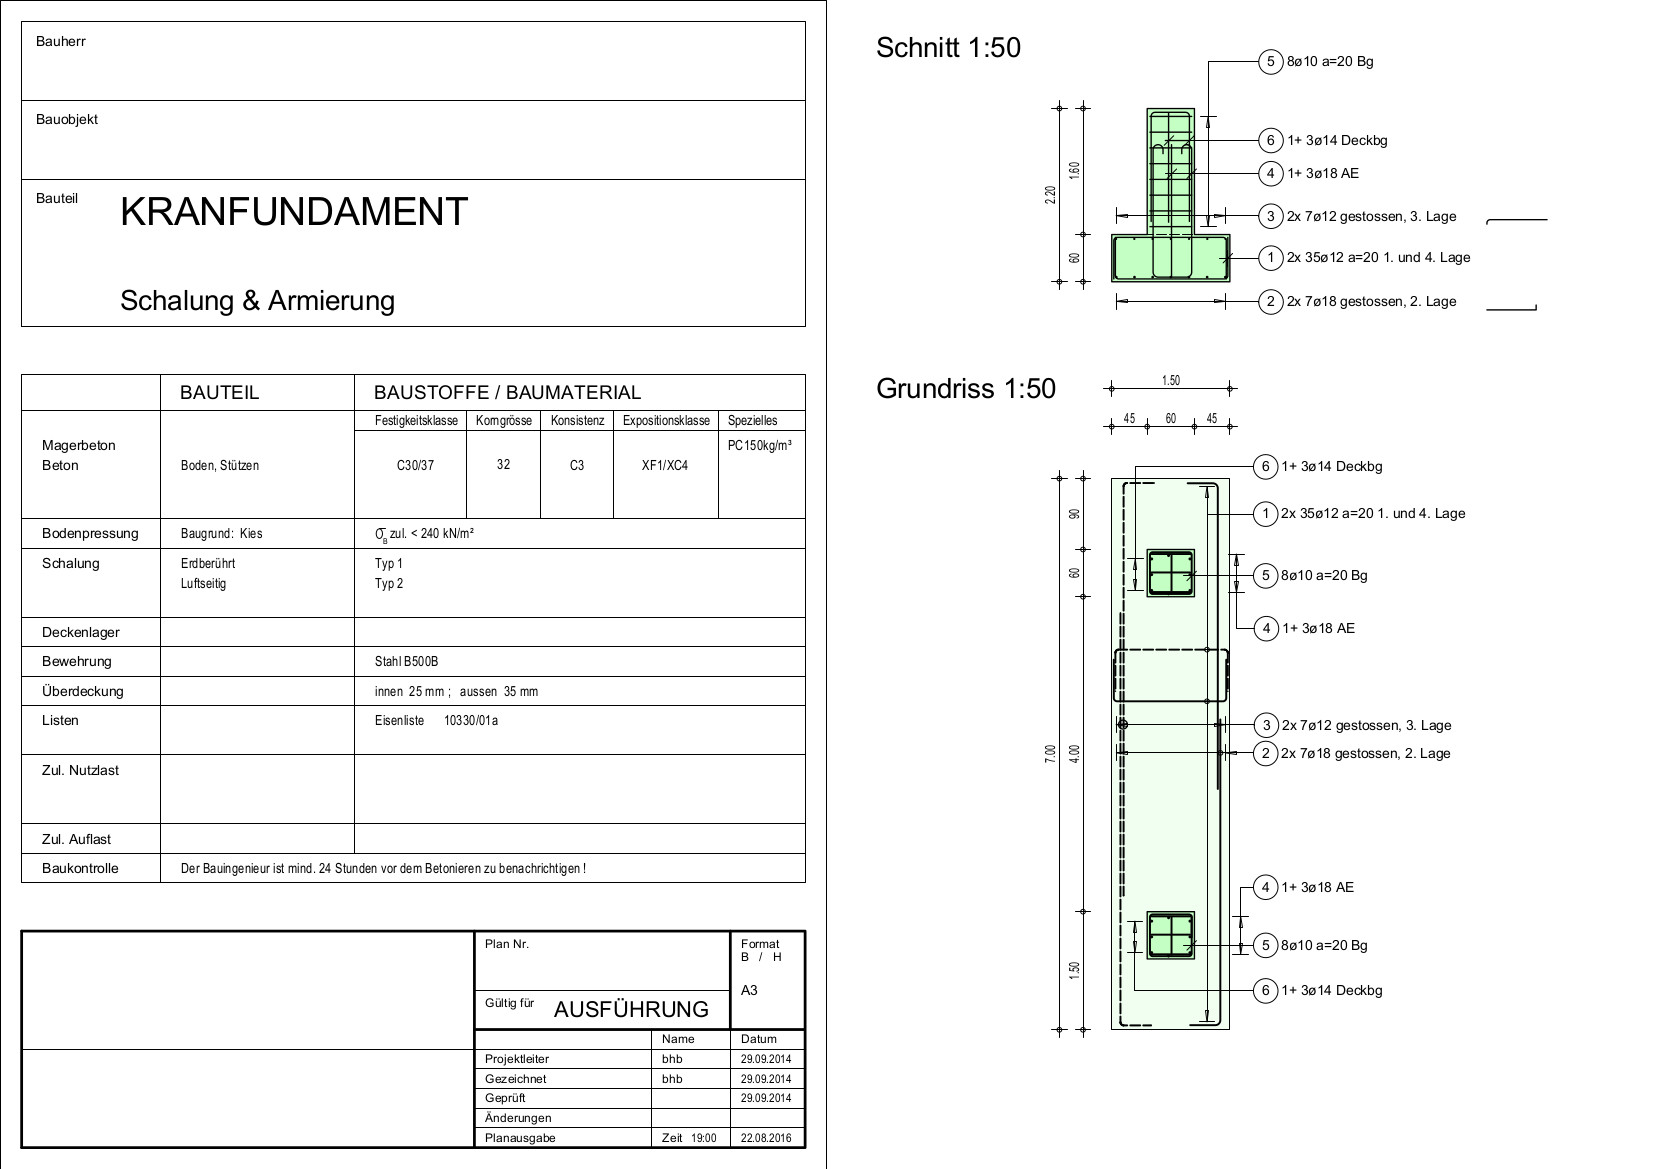 Bauherr
Bauobjekt
Bauteil KRANFUNDAMENT
Schalung & Armierung
BAUTEIL BAUSTOFFE / BAUMATERIAL
Festigkeitsklasse Korngrösse Konsistenz Expositionsklasse Spezielles
Magerbeton PC150kg/m³
Beton Boden, Stützen C30/37 32 C3 XF1/XC4
Bodenpressung Baugrund: Kies σB zul. < 240 kN/m²
Schalung Erdberührt Typ 1
Luftseitig Typ 2
Deckenlager
Bewehrung Stahl B500B
Überdeckung innen 25 mm ; aussen 35 mm
Listen Eisenliste 10330/01a
Zul. Nutzlast
Zul. Auflast
Baukontrolle Der Bauingenieur ist mind. 24 Stunden vor dem Betonieren zu benachrichtigen !
Plan Nr. Format
B / H
A3
Gültig für AUSFÜHRUNG
Name Datum
Projektleiter bhb 29.09.2014
Gezeichnet bhb 29.09.2014
Geprüft 29.09.2014
Änderungen
Planausgabe Zeit 19:00 22.08.2016
Schnitt 1:50
5 8ø10 a=20 Bg
6 1+ 3ø14 Deckbg
4 1+ 3ø18 AE
3 2x 7ø12 gestossen, 3. Lage
1 2x 35ø12 a=20 1. und 4. Lage
2 2x 7ø18 gestossen, 2. Lage
2.20
1.60
60
Grundriss 1:50
1.50
45 60 45
6 1+ 3ø14 Deckbg
1 2x 35ø12 a=20 1. und 4. Lage
5 8ø10 a=20 Bg
4 1+ 3ø18 AE
3 2x 7ø12 gestossen, 3. Lage
2 2x 7ø18 gestossen, 2. Lage
4 1+ 3ø18 AE
5 8ø10 a=20 Bg
6 1+ 3ø14 Deckbg
7.00
90
60
4.00
1.50